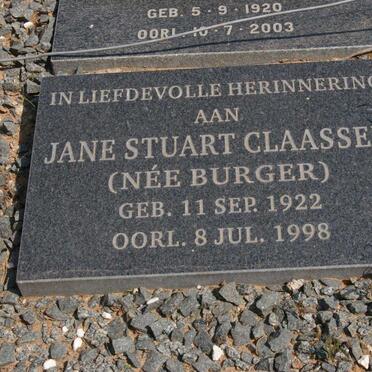 GEB. 5 - 9 - 1920
OORL. 10 - 7 - 2003
IN LIEFDEVOLLE HERINNERING
AAN
JANE STUART CLAASSE
(NÉE BURGER)
GEB. 11 SEP. 1922
OORL. 8 JUL. 1998